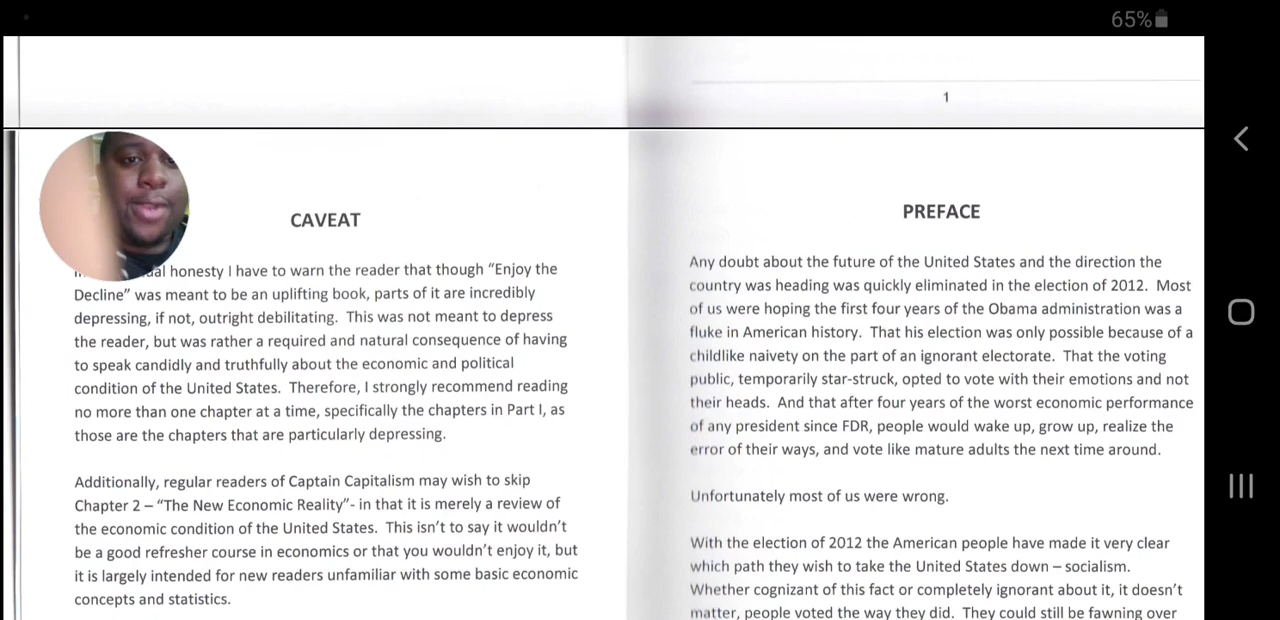 65%
1
CAVEAT
honesty I have to warn the reader that though “Enjoy the
Decline” was meant to be an uplifting book, parts of it are incredibly
depressing, if not, outright debilitating.  This was not meant to depress
the reader, but was rather a required and natural consequence of having
to speak candidly and truthfully about the economic and political
condition of the United States.  Therefore, I strongly recommend reading
no more than one chapter at a time, specifically the chapters in Part I, as
those are the chapters that are particularly depressing.
Additionally, regular readers of Captain Capitalism may wish to skip
Chapter 2 – “The New Economic Reality”- in that it is merely a review of
the economic condition of the United States.  This isn’t to say it wouldn’t
be a good refresher course in economics or that you wouldn’t enjoy it, but
it is largely intended for new readers unfamiliar with some basic economic
concepts and statistics.
PREFACE
Any doubt about the future of the United States and the direction the
country was heading was quickly eliminated in the election of 2012.  Most
of us were hoping the first four years of the Obama administration was a
fluke in American history.  That his election was only possible because of a
childlike naivety on the part of an ignorant electorate.  That the voting
public, temporarily star-struck, opted to vote with their emotions and not
their heads.  And that after four years of the worst economic performance
of any president since FDR, people would wake up, grow up, realize the
error of their ways, and vote like mature adults the next time around.
Unfortunately most of us were wrong.
With the election of 2012 the American people have made it very clear
which path they wish to take the United States down – socialism.
Whether cognizant of this fact or completely ignorant about it, it doesn’t
matter, people voted the way they did.  They could still be fawning over